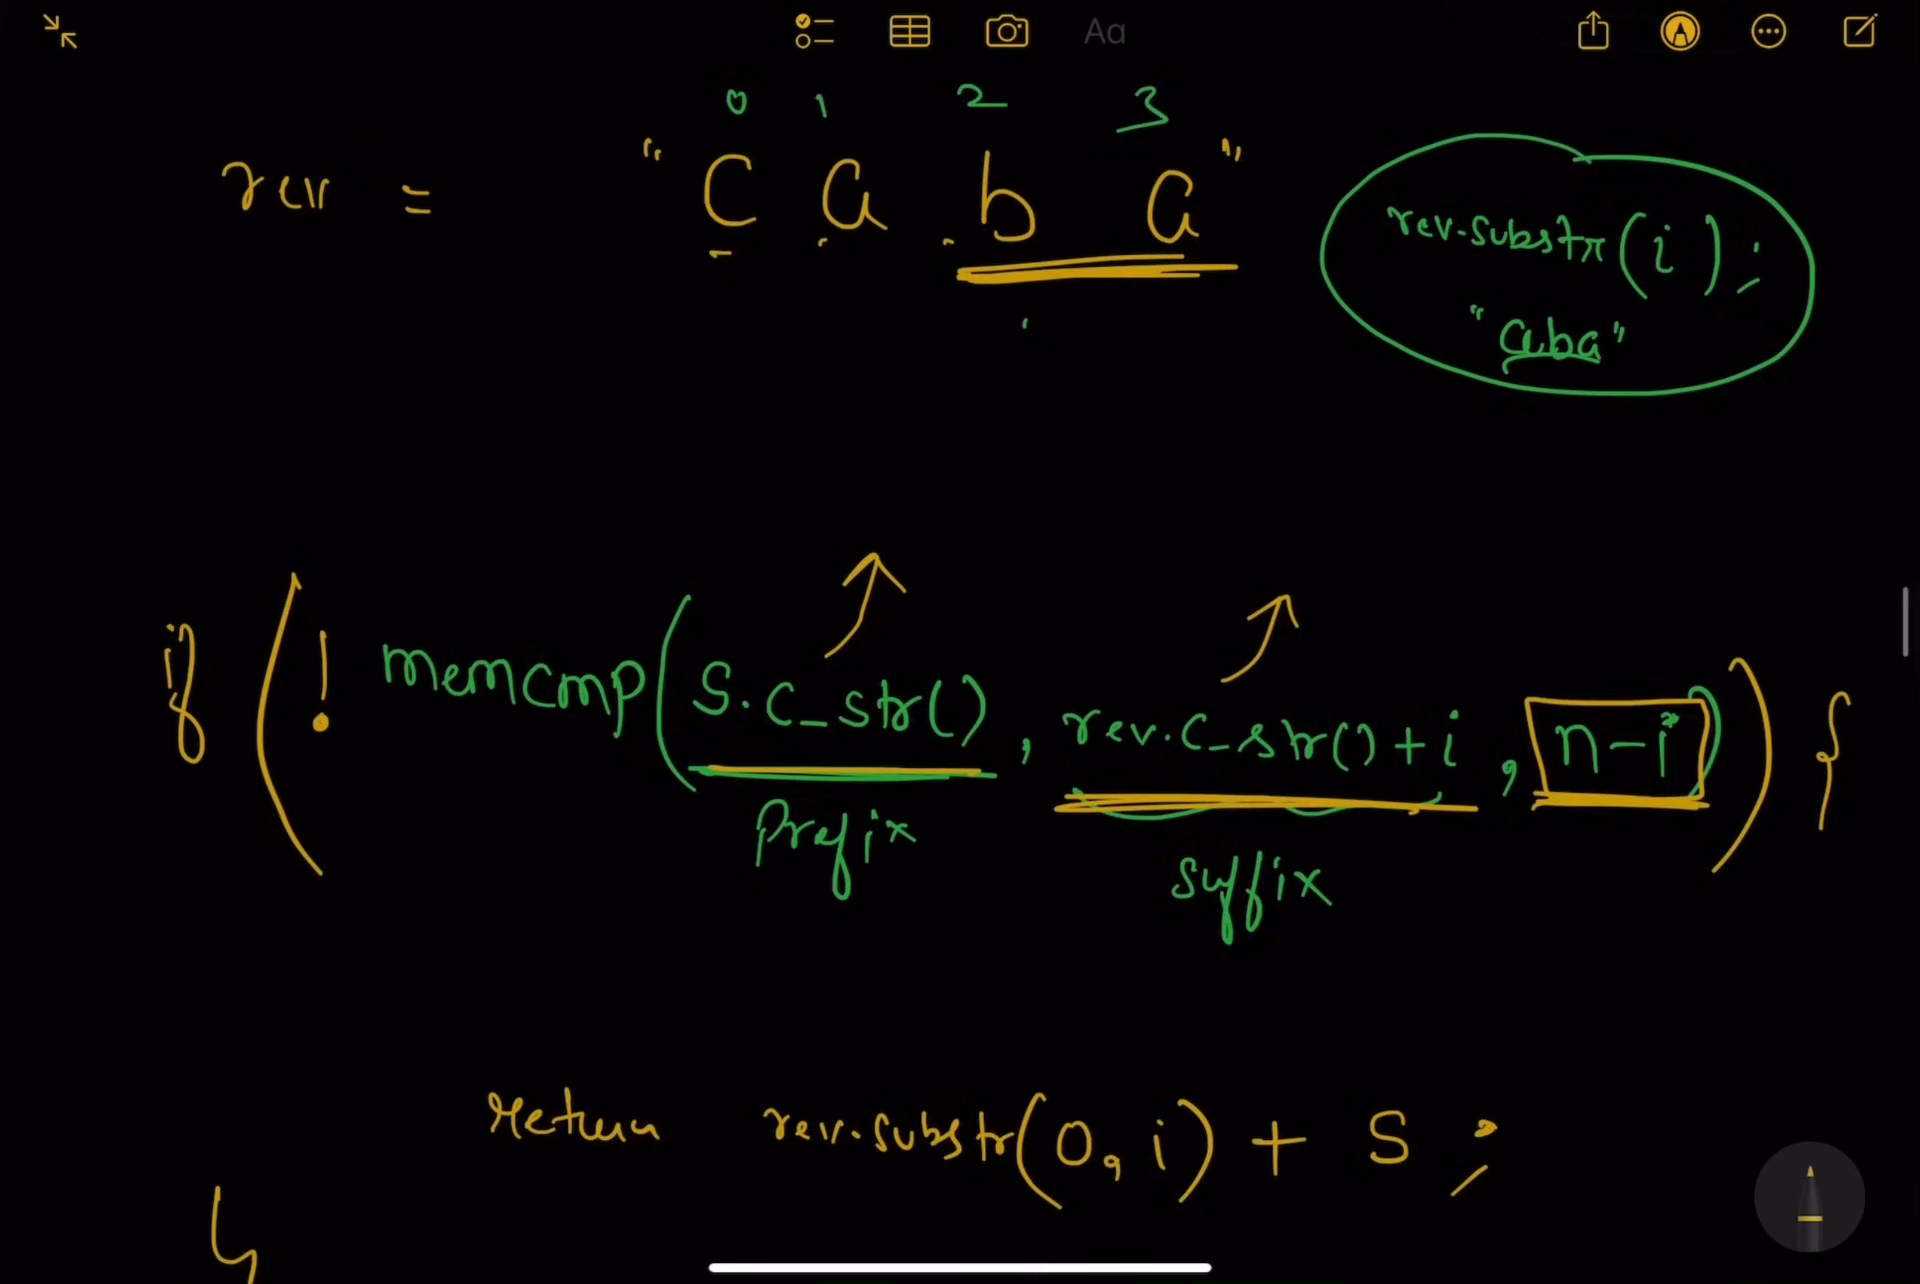 Aa
0 1 2 3
rev = "C a b a"
rev.substr(i);
"aba"
if (! memcmp(S.C_str(), rev.C_str()+i, n-i)) {
Prefix
Suffix
return rev.substr(0, i) + S ;
}